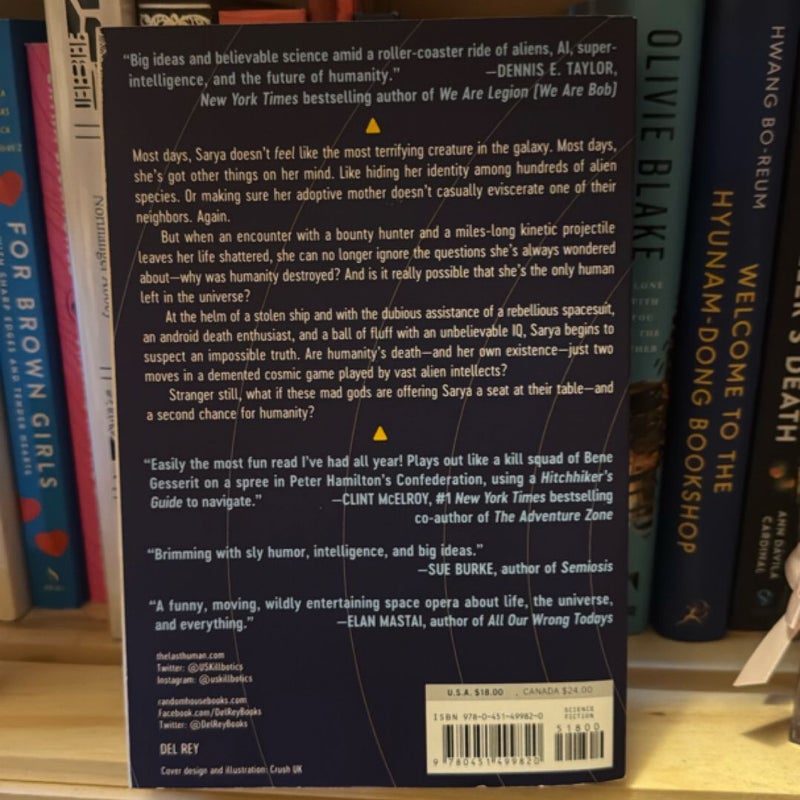 "Big ideas and believable science amid a roller-coaster ride of aliens, AI, super-
intelligence, and the future of humanity." —DENNIS E. TAYLOR,
New York Times bestselling author of We Are Legion (We Are Bob)
Most days, Sarya doesn't feel like the most terrifying creature in the galaxy. Most days,
she's got other things on her mind. Like hiding her identity among hundreds of alien
species. Or making sure her adoptive mother doesn't casually eviscerate one of their
neighbors. Again.
But when an encounter with a bounty hunter and a miles-long kinetic projectile
leaves her life shattered, she can no longer ignore the questions she's always wondered
about—why was humanity destroyed? And is it really possible that she's the only human
left in the universe?
At the helm of a stolen ship and with the dubious assistance of a rebellious spacesuit,
an android death enthusiast, and a ball of fluff with an unbelievable IQ, Sarya begins to
suspect an impossible truth. Are humanity's death—and her own existence—just two
moves in a demented cosmic game played by vast alien intellects?
Stranger still, what if these mad gods are offering Sarya a seat at their table—and
a second chance for humanity?
"Easily the most fun read I've had all year! Plays out like a kill squad of Bene
Gesserit on a spree in Peter Hamilton's Confederation, using a Hitchhiker's
Guide to navigate." —CLINT McELROY, #1 New York Times bestselling
co-author of The Adventure Zone
"Brimming with sly humor, intelligence, and big ideas."
—SUE BURKE, author of Semiosis
"A funny, moving, wildly entertaining space opera about life, the universe,
and everything." —ELAN MASTAI, author of All Our Wrong Todays
thelasthuman.com
Twitter: @USKillbotics
Instagram: @uskillbotics
randomhousebooks.com
Facebook.com/DelReyBooks
Twitter: @DelReyBooks
DEL REY
Cover design and illustration: Crush UK
U.S.A. $18.00 CANADA $24.00
ISBN 978-0-451-49982-0
SCIENCE
FICTION
51800
9 780451 499820
FOR BROWN GIRLS
WITH SHARP EDGES AND TENDER HEARTS
OLIVIE BLAKE
HWANG BO-REUM
WELCOME TO THE
HYUNAM-DONG BOOKSHOP
DEATH
ANN DÁVILA
CARDINAL